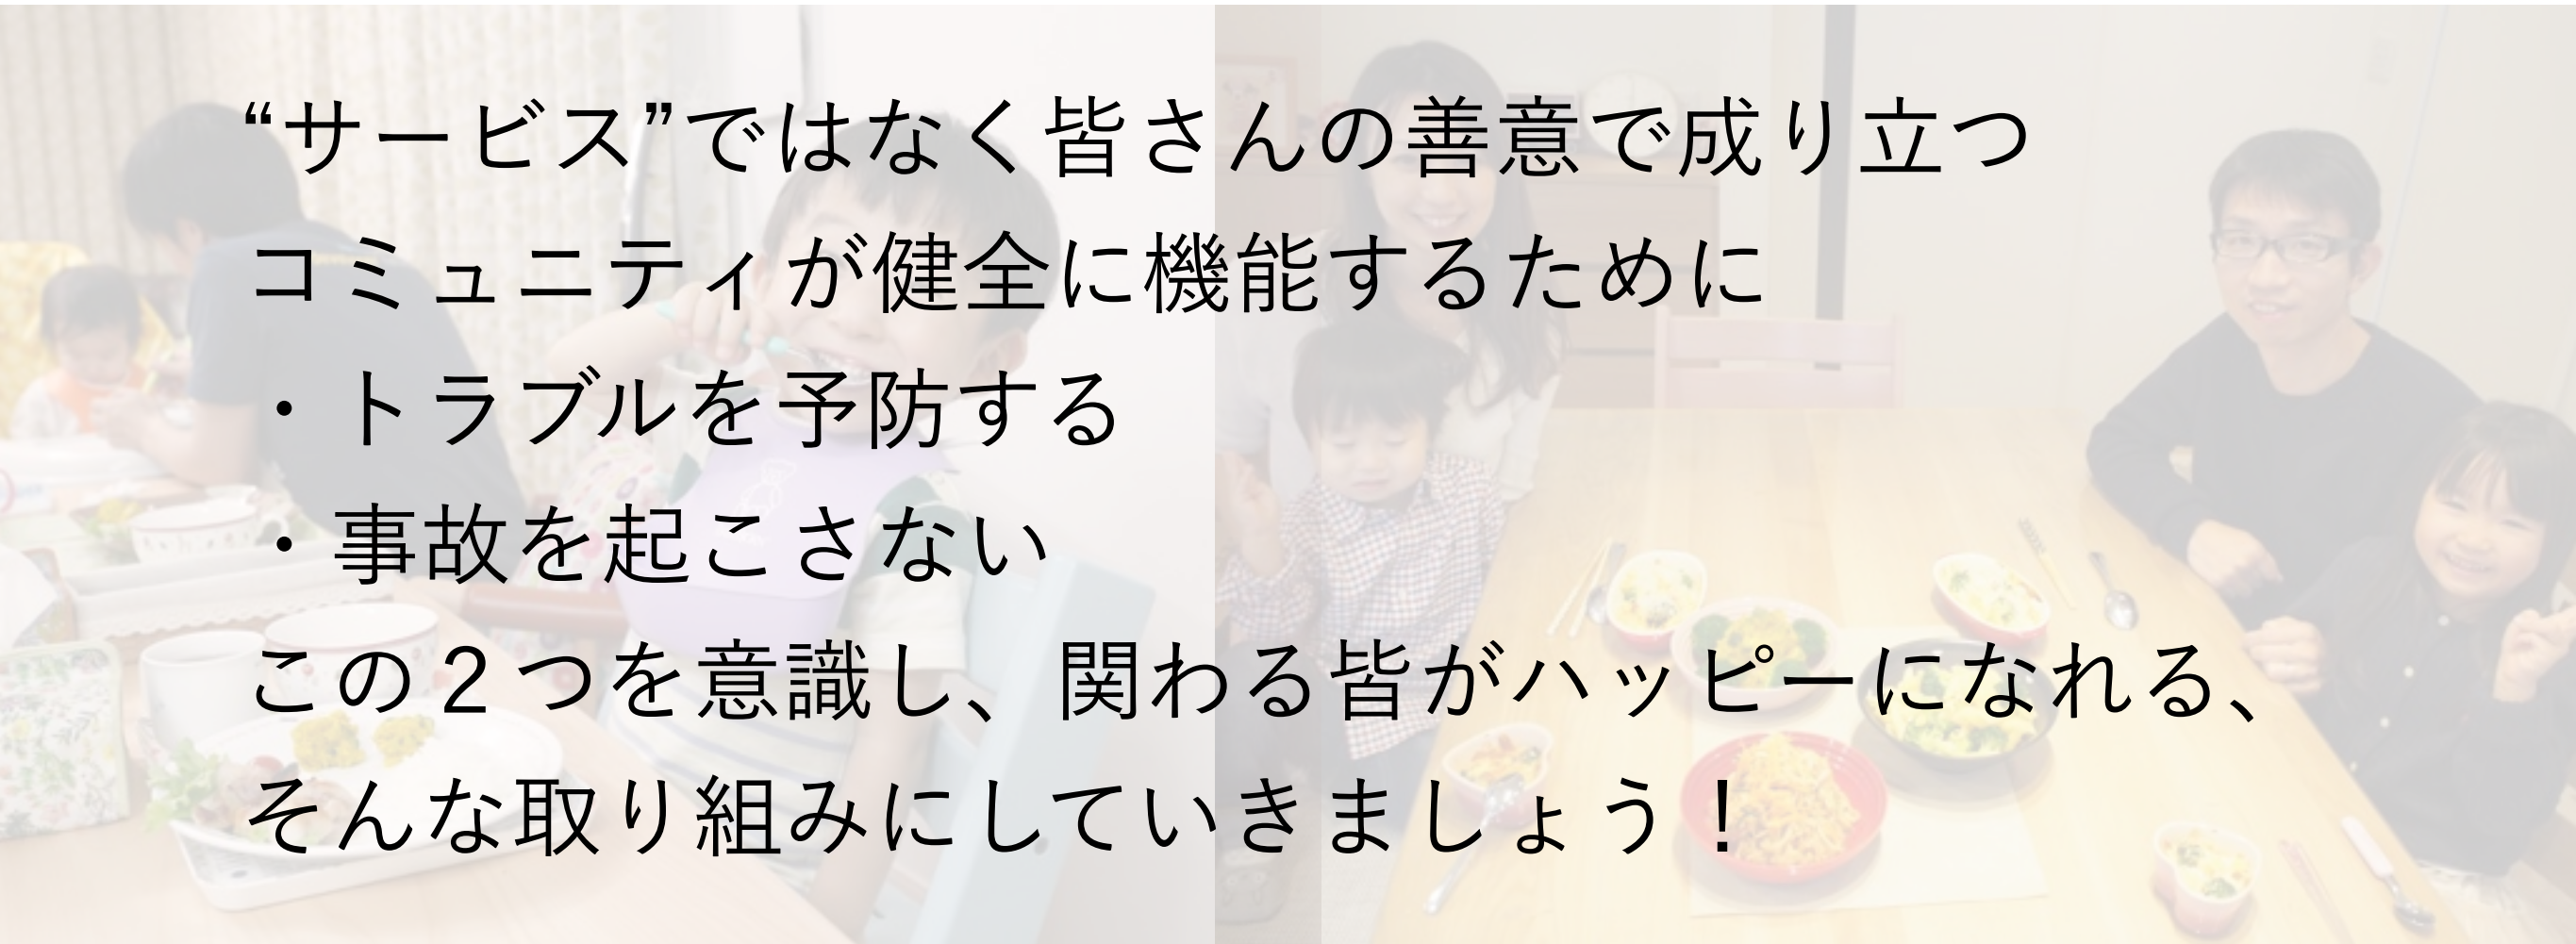 “サービス”ではなく皆さんの善意で成り立つ
コミュニティが健全に機能するために
・トラブルを予防する
・事故を起こさない
この２つを意識し、関わる皆がハッピーになれる、
そんな取り組みにしていきましょう！